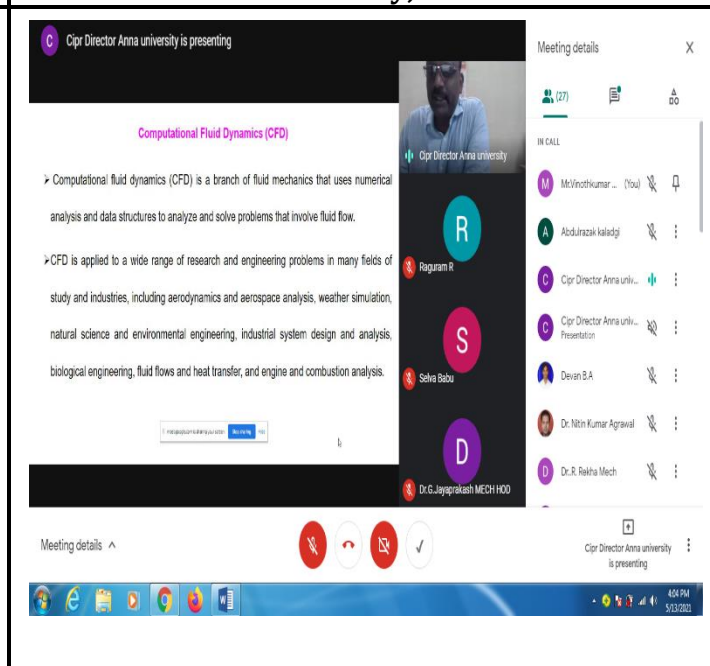 C Cipr Director Anna university is presenting
Computational Fluid Dynamics (CFD)
➢ Computational fluid dynamics (CFD) is a branch of fluid mechanics that uses numerical
analysis and data structures to analyze and solve problems that involve fluid flow.
➢CFD is applied to a wide range of research and engineering problems in many fields of
study and industries, including aerodynamics and aerospace analysis, weather simulation,
natural science and environmental engineering, industrial system design and analysis,
biological engineering, fluid flows and heat transfer, and engine and combustion analysis.
Stop sharing Hide
Cipr Director Anna university
R
Raguram R
S
Selva Babu
D
Dr.G.Jayaprakash MECH HOD
Meeting details X
(27)
IN CALL
M Mr.Vinothkumar ... (You)
A Abdulrazak kaladgi
C Cipr Director Anna univ...
C Cipr Director Anna univ...
Presentation
Devan B.A
Dr. Nitin Kumar Agrawal
D Dr..R. Rekha Mech
Meeting details
Cipr Director Anna university
is presenting
4:04 PM
5/13/2021